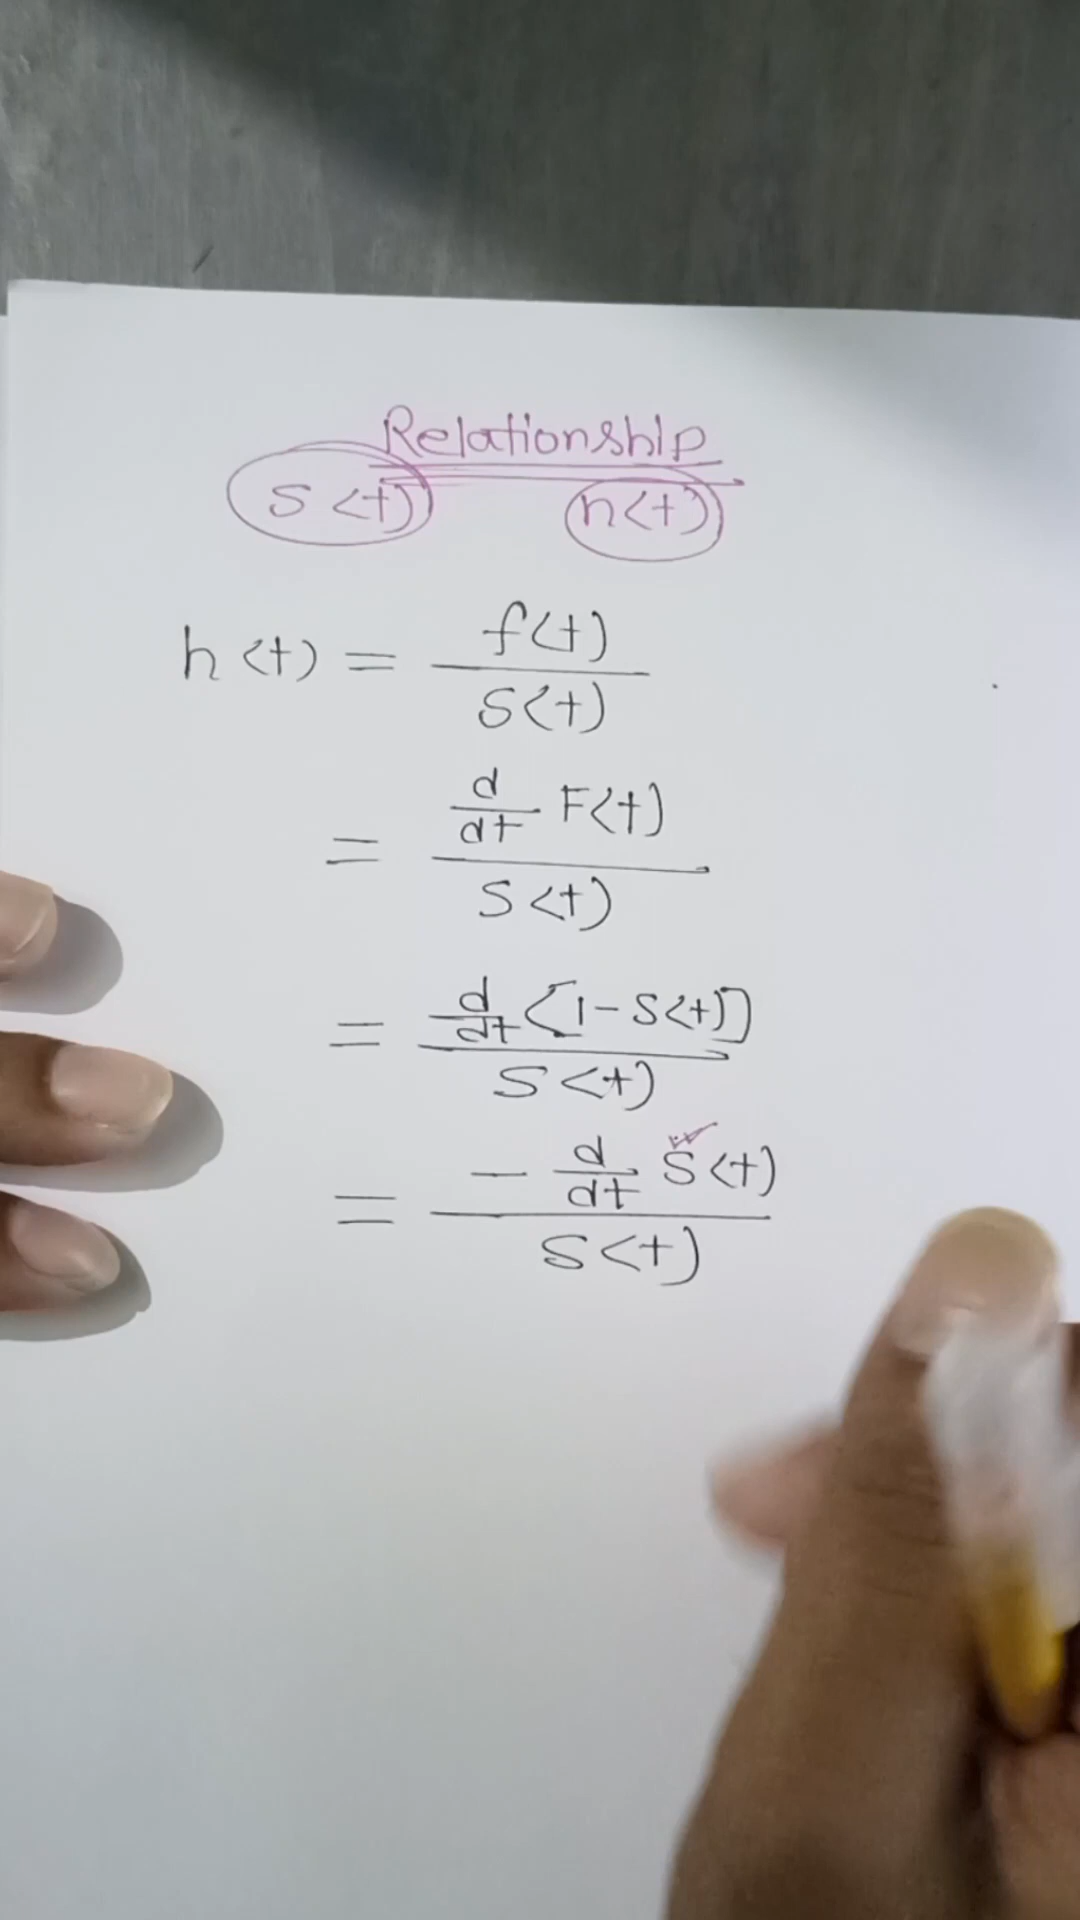 Relationship
S(t) h(t)
h(t) = f(t) / S(t)
= d/dt F(t) / S(t)
= d/dt [1-S(t)] / S(t)
= - d/dt S(t) / S(t)